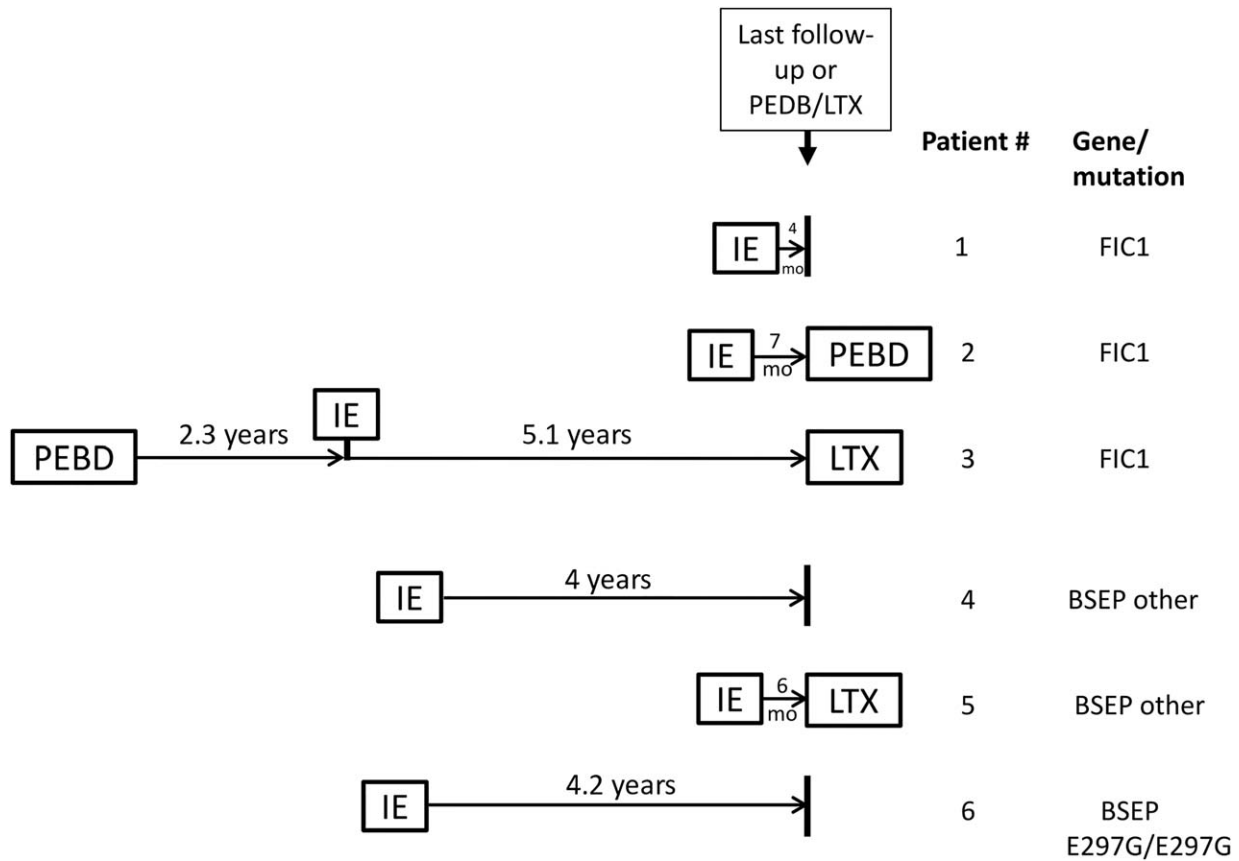 Last follow-
up or
PEDB/LTX
Patient #
Gene/
mutation
IE
4
mo
1
FIC1
IE
7
mo
PEBD
2
FIC1
PEBD
2.3 years
IE
5.1 years
LTX
3
FIC1
IE
4 years
4
BSEP other
IE
6
mo
LTX
5
BSEP other
IE
4.2 years
6
BSEP
E297G/E297G